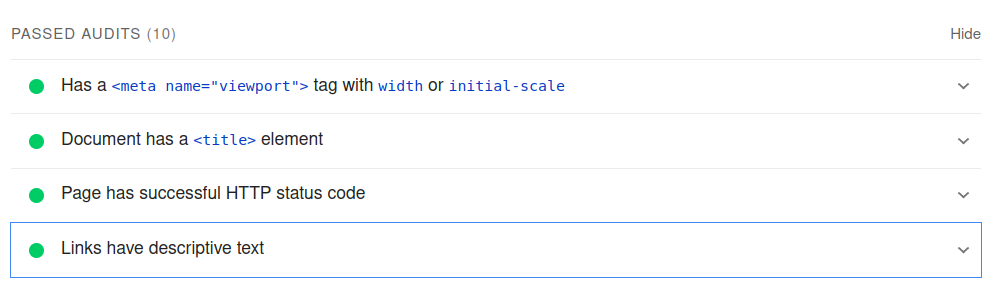 PASSED AUDITS (10) Hide
Has a <meta name="viewport"> tag with width or initial-scale
Document has a <title> element
Page has successful HTTP status code
Links have descriptive text